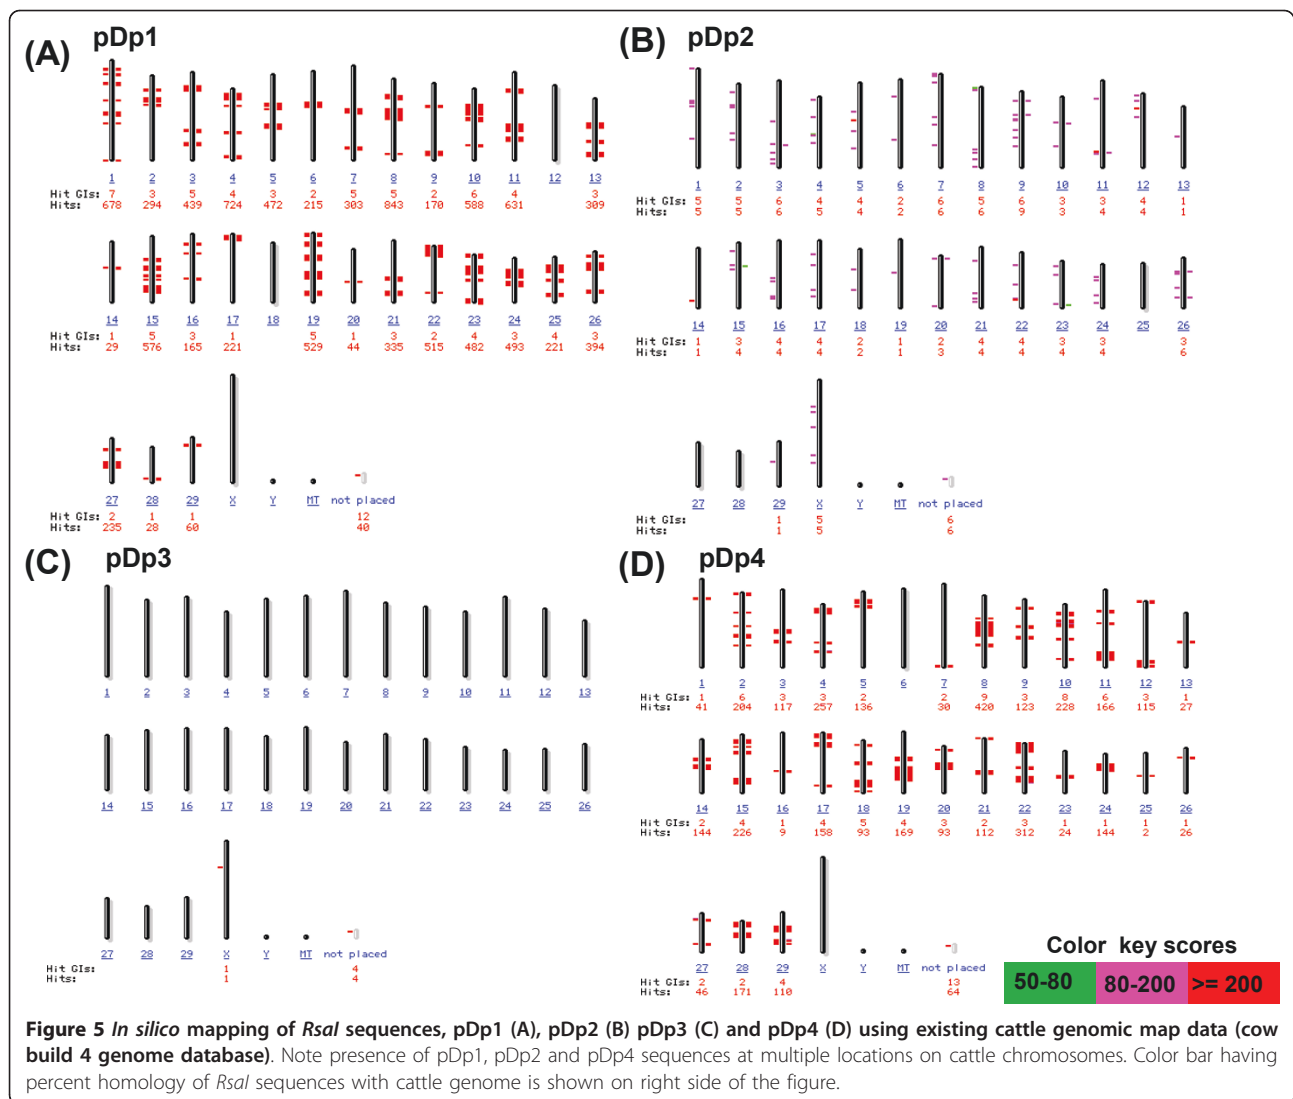 (A) pDp1
1 2 3 4 5 6 7 8 9 10 11 12 13
Hit GIs: 7 3 5 4 3 2 5 5 2 6 4 3
Hits: 678 294 439 724 472 215 303 843 170 588 631 309
14 15 16 17 18 19 20 21 22 23 24 25 26
Hit GIs: 1 5 3 1 5 1 3 2 4 3 4 3
Hits: 29 576 165 221 529 44 335 515 482 493 221 394
27 28 29 X Y MT not placed
Hit GIs: 2 1 1 12
Hits: 235 28 60 40
(B) pDp2
1 2 3 4 5 6 7 8 9 10 11 12 13
Hit GIs: 5 5 6 4 4 2 6 5 6 3 3 4 1
Hits: 5 5 6 5 4 2 6 6 9 3 4 4 1
14 15 16 17 18 19 20 21 22 23 24 25 26
Hit GIs: 1 3 4 4 2 1 2 4 4 3 3 3
Hits: 1 4 4 4 2 1 3 4 4 4 4 6
27 28 29 X Y MT not placed
Hit GIs: 1 5 6
Hits: 1 5 6
(C) pDp3
1 2 3 4 5 6 7 8 9 10 11 12 13
14 15 16 17 18 19 20 21 22 23 24 25 26
27 28 29 X Y MT not placed
Hit GIs: 1 4
Hits: 1 4
(D) pDp4
1 2 3 4 5 6 7 8 9 10 11 12 13
Hit GIs: 1 6 3 3 2 2 9 3 8 6 3 1
Hits: 41 204 117 257 136 30 420 123 228 166 115 27
14 15 16 17 18 19 20 21 22 23 24 25 26
Hit GIs: 2 4 1 4 5 4 3 2 3 1 1 1 1
Hits: 144 226 9 158 93 169 93 112 312 24 144 2 26
27 28 29 X Y MT not placed
Hit GIs: 2 2 4 13
Hits: 46 171 110 64
Color key scores
50-80 80-200 >= 200
Figure 5 In silico mapping of RsaI sequences, pDp1 (A), pDp2 (B) pDp3 (C) and pDp4 (D) using existing cattle genomic map data (cow
build 4 genome database). Note presence of pDp1, pDp2 and pDp4 sequences at multiple locations on cattle chromosomes. Color bar having
percent homology of RsaI sequences with cattle genome is shown on right side of the figure.